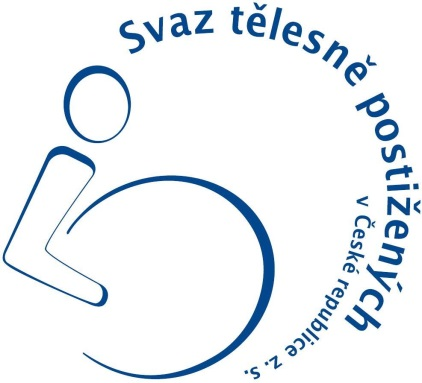 Svaz tělesně postižených
v České republice z. s.